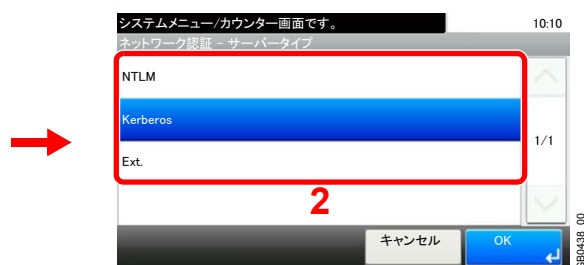 システムメニュー/カウンター画面です。 10:10
ネットワーク認証 - サーバータイプ
NTLM
Kerberos
1/1
Ext.
2
キャンセル OK
GB0438_00